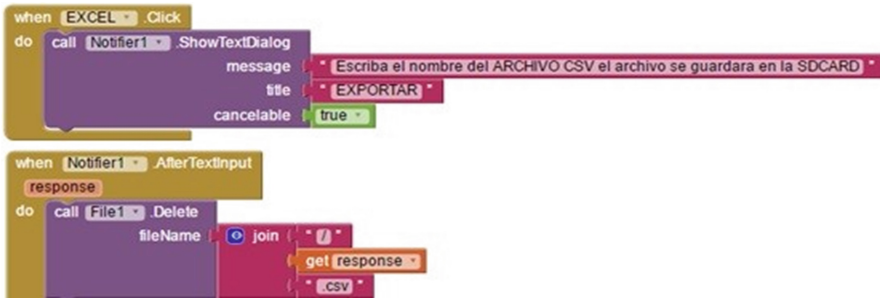 when EXCEL .Click
do call Notifier1 .ShowTextDialog
message " Escriba el nombre del ARCHIVO CSV el archivo se guardara en la SDCARD "
title " EXPORTAR "
cancelable true
when Notifier1 .AfterTextInput
response
do call File1 .Delete
fileName join " / "
get response
" .csv "